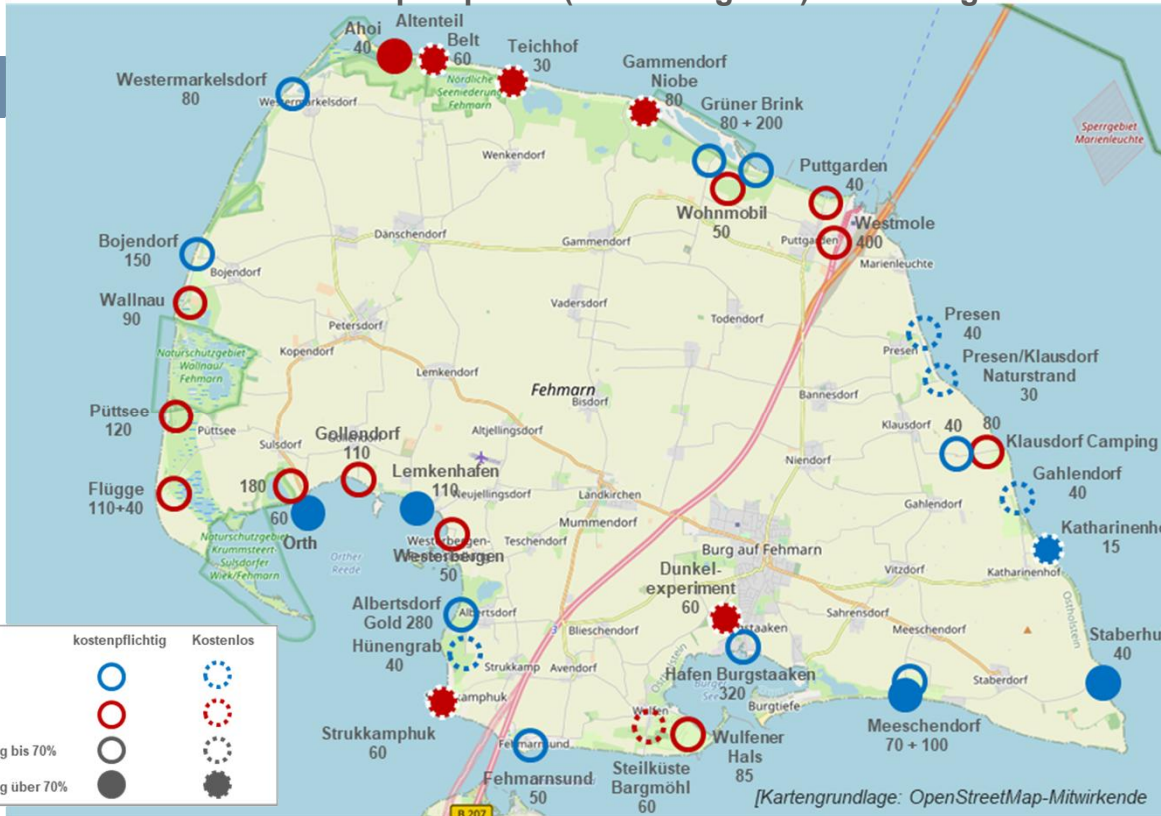 Ahoi
40
Altenteil
Belt
60
Teichhof
30
Gammendorf
Niobe
80
Grüner Brink
80 + 200
Westermarkelsdorf
80
Westermarkelsdorf
Nördliche
Seeniederung
Fehmarn
Sperrgebiet
Marienleuchte
Wenkendorf
Puttgarden
40
Wohnmobil
50
Westmole
400
Puttgarden
Marienleuchte
Dänschendorf
Gammendorf
Bojendorf
150
Bojendorf
Wallnau
90
Vadersdorf
Todendorf
Presen
40
Presen
Petersdorf
Kopendorf
Naturschutzgebiet
Wallnau/
Fehmarn
Lemkendorf
Fehmarn
Bisdorf
Presen/Klausdorf
Naturstrand
30
Bannesdorf
Püttsee
120
Püttsee
Sulsdorf
Gollendorf
110
Altjellingsdorf
Klausdorf
40
80
Klausdorf Camping
Niendorf
Lemkenhafen
110
Neujellingsdorf
Landkirchen
Gahlendorf
40
Gahlendorf
Flügge
110+40
180
60
Orth
Orther
Reede
Naturschutzgebiet
Krummsteert-
Sulsdorfer
Wiek/Fehmarn
Mummendorf
Westerbergen-
Westerbergen
50
Teschendorf
Burg auf Fehmarn
15
Katharinenhof
Dunkel-
experiment
60
Vitzdorf
Albertsdorf
Gold 280
Albertsdorf
Blieschendorf
Sahrensdorf
Meeschendorf
Ostholstein
Hünengrab
40
Strukkamp
Avendorf
Ostholstein
Hafen Burgstaaken
320
Burgtiefe
Staberdorf
40
Strukkamphuk
60
Wulfen
Wulfener
Hals
85
Meeschendorf
70 + 100
Fehmarnsund
Fehmarnsund
50
Steilküste
Bargmöhl
60
B 207
kostenpflichtig
Kostenlos
bis 70%
über 70%
[Kartengrundlage: OpenStreetMap-Mitwirkende